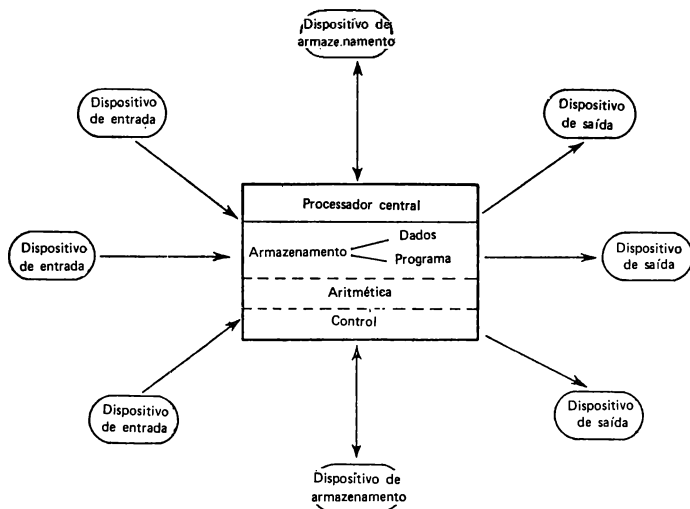 Dispositivo de
armaze.namento
Dispositivo
de entrada
Dispositivo
de saída
Processador central
Dispositivo
de entrada
Armazenamento
Dados
Programa
Dispositivo
de saída
Aritmética
Control
Dispositivo
de entrada
Dispositivo
de saída
Dispositivo de
armazenamento